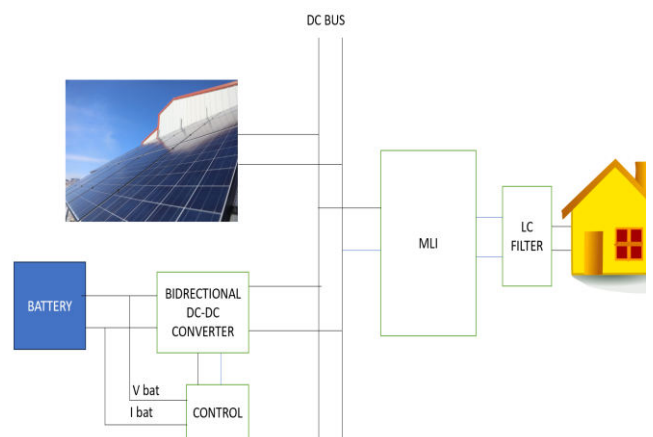 DC BUS
MLI
LC
FILTER
BATTERY
BIDRECTIONAL
DC-DC
CONVERTER
V bat
I bat
CONTROL